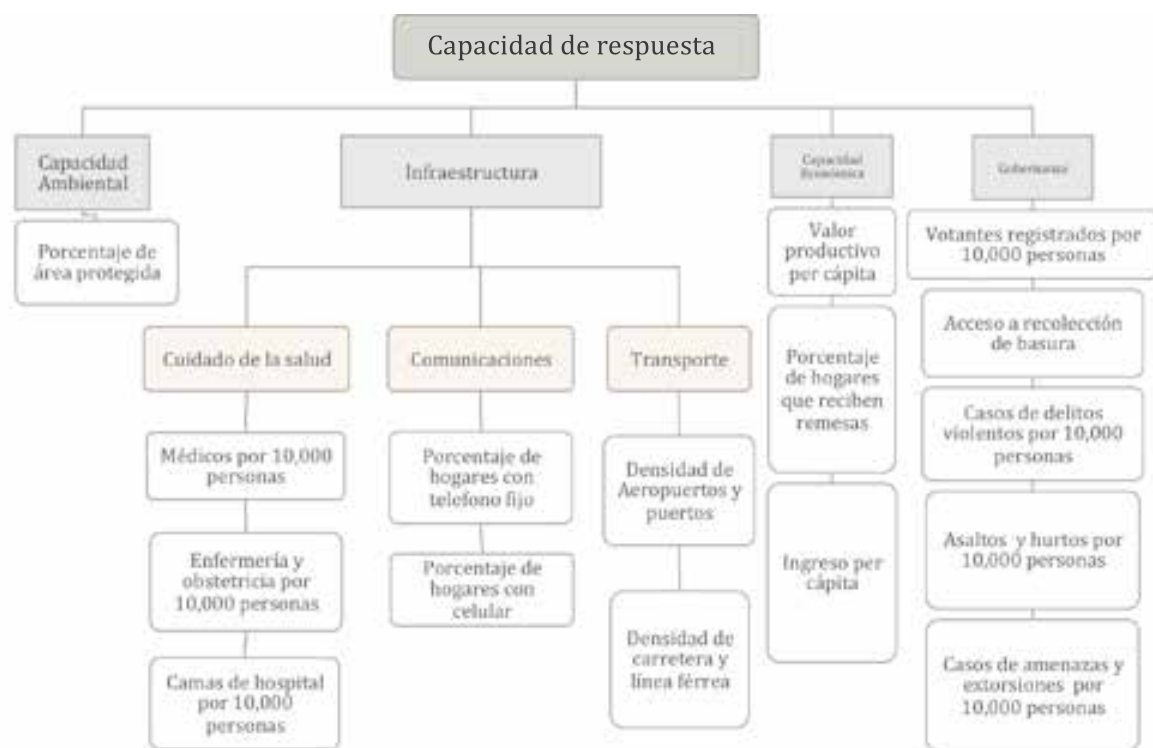 Capacidad de respuesta
Capacidad
Ambiental
Porcentaje de
área protegida
Infraestructura
Cuidado de la salud
Médicos por 10,000
personas
Enfermería y
obstetricia por
10,000 personas
Camas de hospital
por 10,000
personas
Comunicaciones
Porcentaje de
hogares con
telefono fijo
Porcentaje de
hogares con
celular
Transporte
Densidad de
Aeropuertos y
puertos
Densidad de
carretera y
línea férrea
Capacidad
Económica
Valor
productivo
per cápita
Porcentaje
de hogares
que reciben
remesas
Ingreso per
cápita
Gobernanza
Votantes registrados por
10,000 personas
Acceso a recolección
de basura
Casos de delitos
violentos por 10,000
personas
Asaltos y hurtos por
10,000 personas
Casos de amenazas y
extorsiones por
10,000 personas